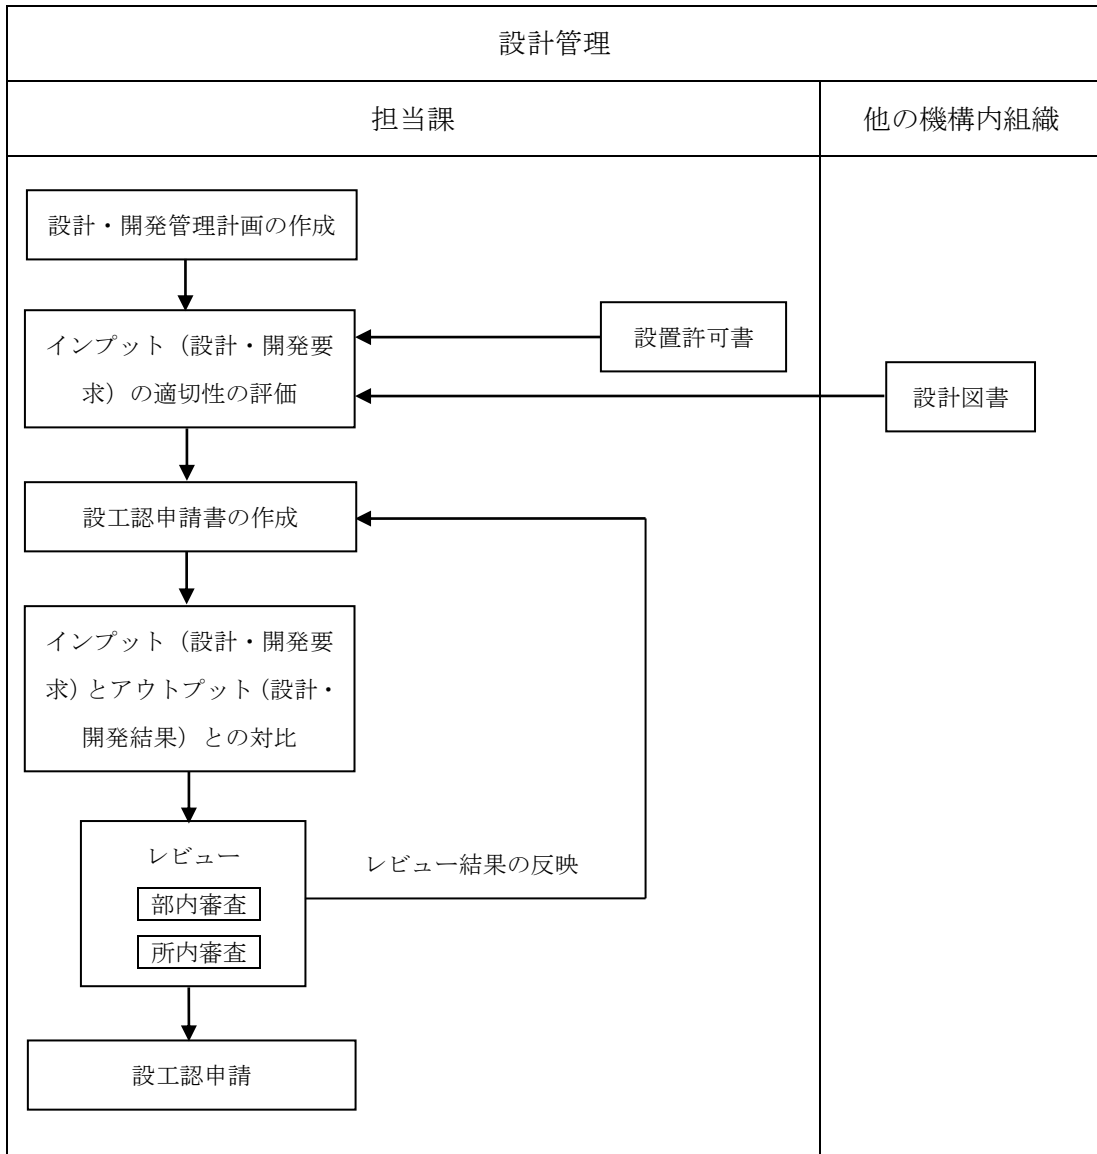 設計管理
担当課
他の機構内組織
設計・開発管理計画の作成
インプット（設計・開発要
求）の適切性の評価
設置許可書
設計図書
設工認申請書の作成
インプット（設計・開発要
求）とアウトプット（設計・
開発結果）との対比
レビュー
部内審査
所内審査
レビュー結果の反映
設工認申請